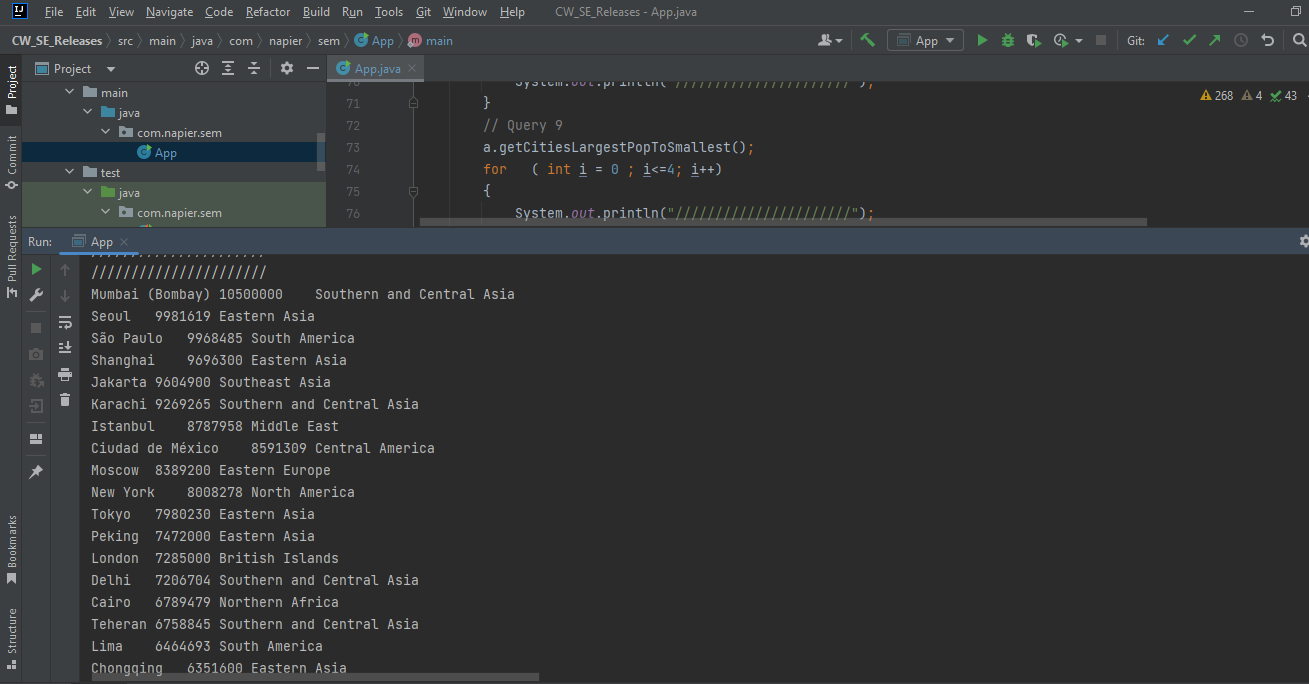 File Edit View Navigate Code Refactor Build Run Tools Git Window Help CW_SE_Releases - App.java
CW_SE_Releases src main java com napier sem App main App Git:
Project App.java
main
java
com.napier.sem
App
test
java
com.napier.sem
Project
Commit
Pull Requests
Bookmarks
Structure
70 System.out.println("//////////////////////");
71 }
72 // Query 9
73 a.getCitiesLargestPopToSmallest();
74 for ( int i = 0 ; i<=4; i++)
75 {
76 System.out.println("//////////////////////");
268 4 43
Run: App
//////////////////////
//////////////////////
Mumbai (Bombay) 10500000 Southern and Central Asia
Seoul 9981619 Eastern Asia
São Paulo 9968485 South America
Shanghai 9696300 Eastern Asia
Jakarta 9604900 Southeast Asia
Karachi 9269265 Southern and Central Asia
Istanbul 8787958 Middle East
Ciudad de México 8591309 Central America
Moscow 8389200 Eastern Europe
New York 8008278 North America
Tokyo 7980230 Eastern Asia
Peking 7472000 Eastern Asia
London 7285000 British Islands
Delhi 7206704 Southern and Central Asia
Cairo 6789479 Northern Africa
Teheran 6758845 Southern and Central Asia
Lima 6464693 South America
Chongqing 6351600 Eastern Asia